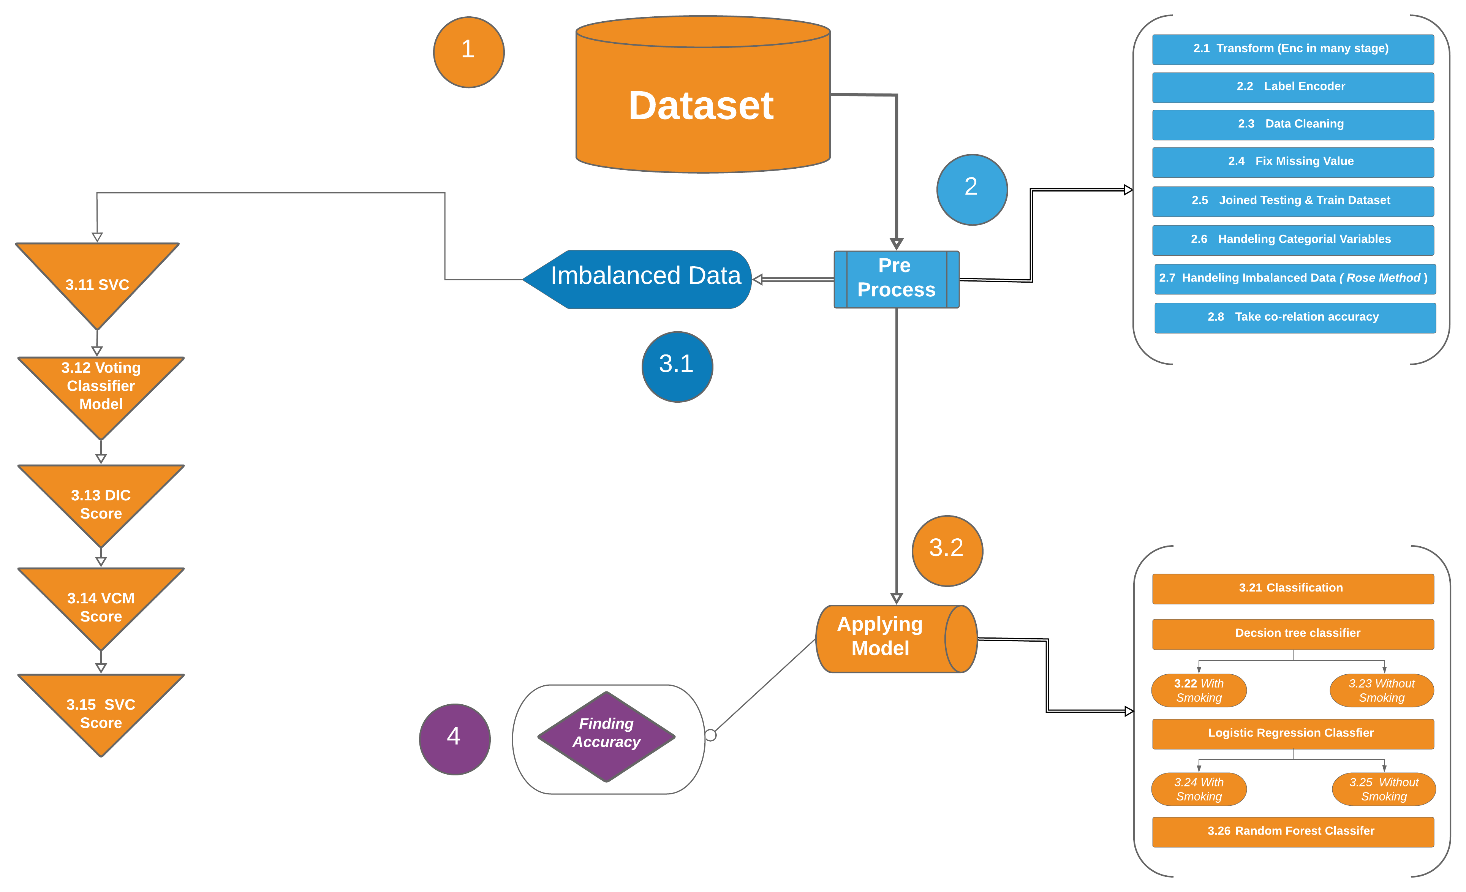 1
Dataset
2
2.1 Transform (Enc in many stage)
2.2 Label Encoder
2.3 Data Cleaning
2.4 Fix Missing Value
2.5 Joined Testing & Train Dataset
2.6 Handeling Categorial Variables
2.7 Handeling Imbalanced Data ( Rose Method )
2.8 Take co-relation accuracy
Pre
Process
Imbalanced Data
3.1
3.11 SVC
3.12 Voting
Classifier
Model
3.13 DIC
Score
3.14 VCM
Score
3.15 SVC
Score
3.2
Applying
Model
3.21 Classification
Decsion tree classifier
3.22 With
Smoking
3.23 Without
Smoking
Logistic Regression Classfier
3.24 With
Smoking
3.25 Without
Smoking
3.26 Random Forest Classifer
4
Finding
Accuracy